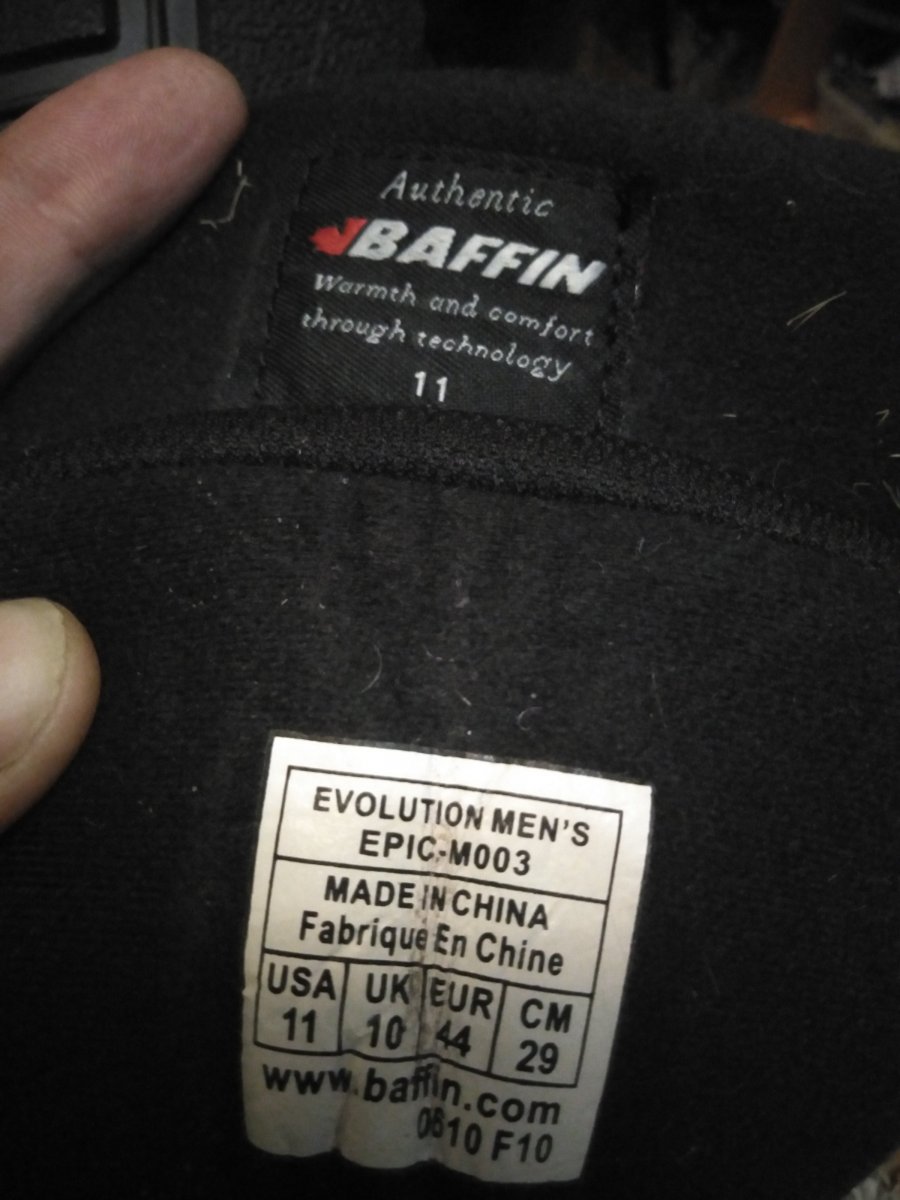 Authentic
BAFFIN
Warmth and comfort
through technology
11
EVOLUTION MEN'S
EPIC-M003
MADE IN CHINA
Fabrique En Chine
USA UK EUR CM
11 10 44 29
www.baffin.com
0610 F10